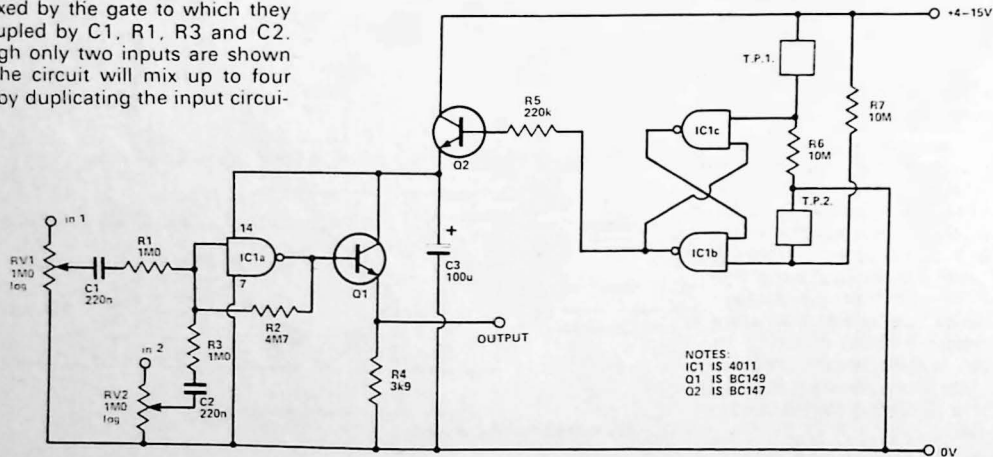 xed by the gate to which they
upled by C1, R1, R3 and C2.
gh only two inputs are shown
he circuit will mix up to four
by duplicating the input circui-
+4-15V
T.P.1.
R7
10M
R5
220k
IC1c
R6
10M
Q2
T.P.2.
in 1
14
R1
1M0
IC1a
IC1b
RV1
1M0
log
C1
220n
7
Q1
+
C3
100u
R2
4M7
OUTPUT
R3
1M0
in 2
R4
3k9
NOTES:
IC1 IS 4011
Q1 IS BC149
Q2 IS BC147
RV2
1M0
log
C2
220n
0V